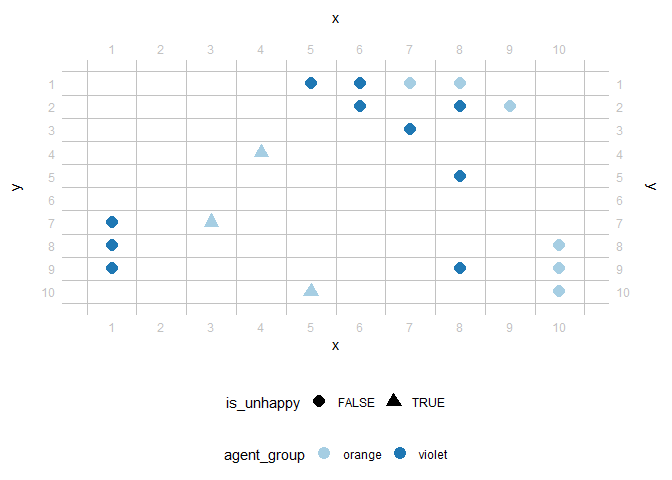 x
1 2 3 4 5 6 7 8 9 10
1 1
2 2
3 3
4 4
5 5
y y
6 6
7 7
8 8
9 9
10 10
1 2 3 4 5 6 7 8 9 10
x
is_unhappy FALSE TRUE
agent_group orange violet